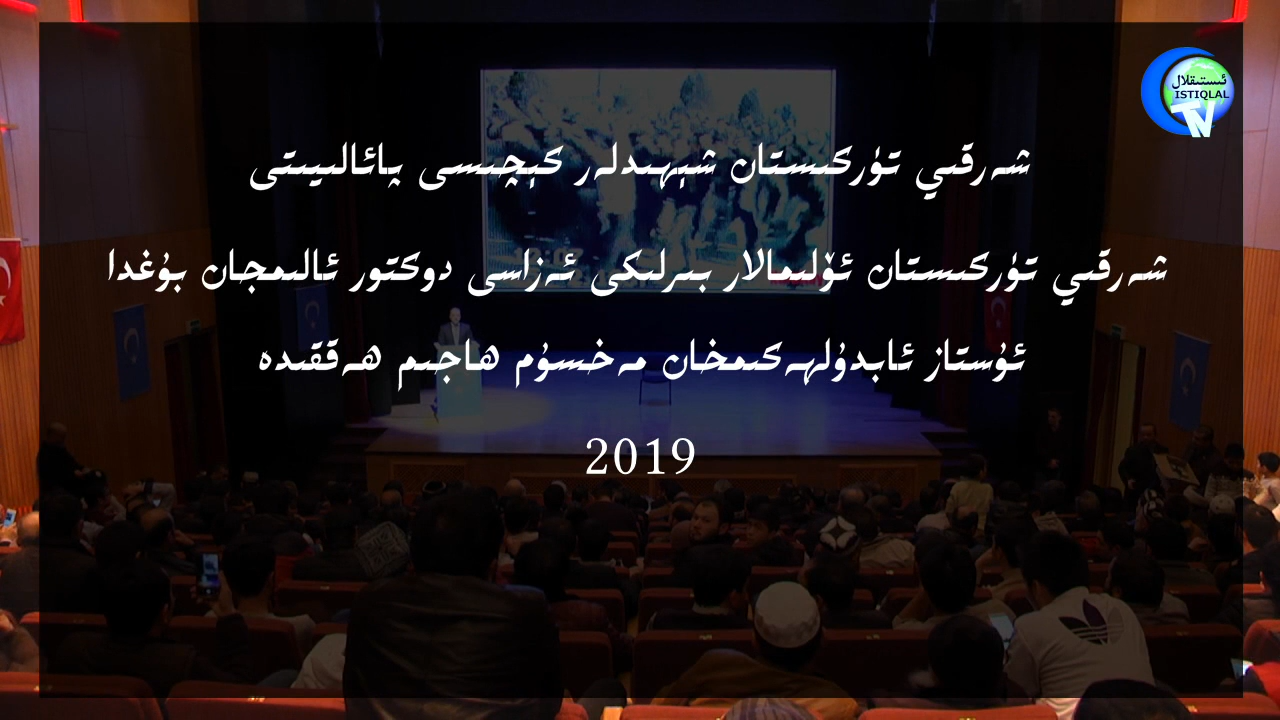 ئىستىقلال
ISTIQLAL
TV
شەرقىي تۈركىستان شېھىدلەر كېچىسى پائالىيىتى
شەرقىي تۈركىستان ئۆلىمالار بىرلىكى ئەزاسى دوكتور ئالىمجان بۇغدا
ئۇستاز ئابدۇلھەكىمخان مەخسۇم ھاجىم ھەققىدە
2019